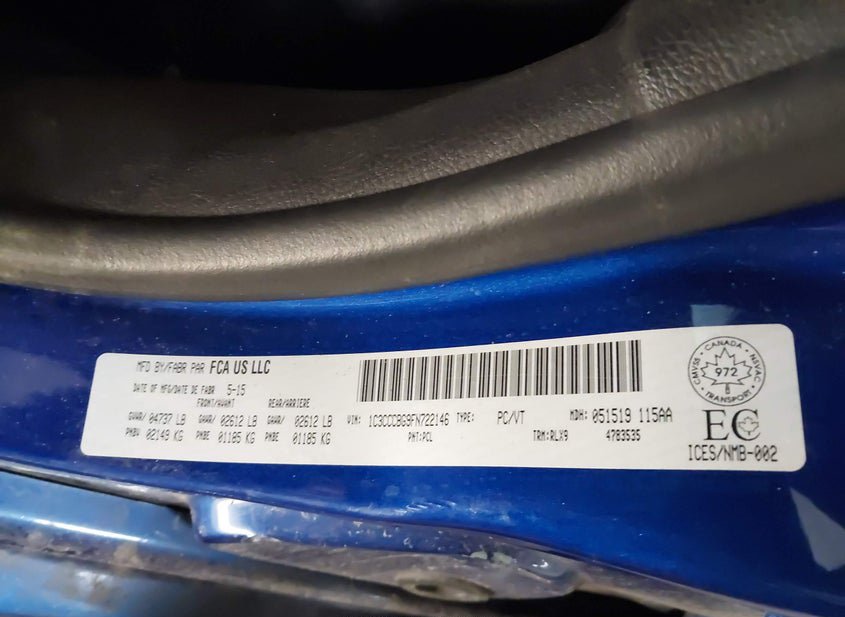 MFD BY/FABR PAR FCA US LLC
DATE OF MFG/DATE DE FABR 5-15
FRONT/AVANT REAR/ARRIERE
GVWR/ 04737 LB GAWR/ 02612 LB GAWR/ 02612 LB
PNBV 02149 KG PNBE 01185 KG PNBE 01185 KG
VIN: 1C3CCCBG9FN722146 TYPE: PC/VT MDH: 051519 115AA
PNT:PCL TRM:RLX9 4783535
CMVSS • CANADA • NSVAC
972
TRANSPORT
EC
ICES/NMB-002